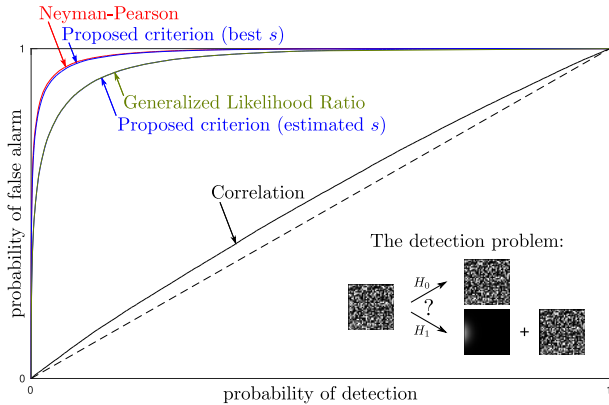 Neyman-Pearson
Proposed criterion (best s)
1
Generalized Likelihood Ratio
Proposed criterion (estimated s)
probability of false alarm
Correlation
The detection problem:
H0
?
H1
+
0
0
probability of detection
1